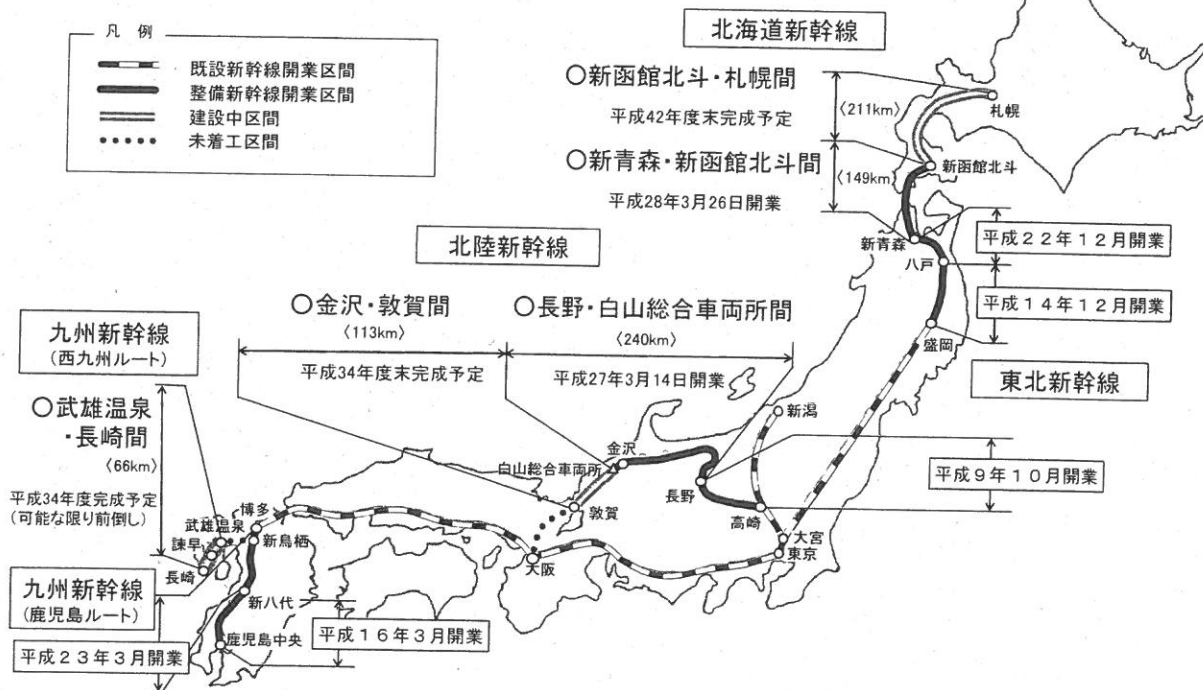 凡例
既設新幹線開業区間
整備新幹線開業区間
建設中区間
未着工区間
北海道新幹線
○新函館北斗・札幌間
〈211km〉
平成42年度末完成予定
札幌
○新青森・新函館北斗間
〈149km〉
新函館北斗
平成28年3月26日開業
新青森
平成22年12月開業
八戸
平成14年12月開業
盛岡
東北新幹線
北陸新幹線
○金沢・敦賀間
〈113km〉
平成34年度末完成予定
○長野・白山総合車両所間
〈240km〉
平成27年3月14日開業
九州新幹線
(西九州ルート)
○武雄温泉
・長崎間
〈66km〉
平成34年度完成予定
(可能な限り前倒し)
新潟
金沢
白山総合車両所
長野
平成9年10月開業
敦賀
高崎
大宮
東京
大阪
博多
武雄温泉
新鳥栖
諫早
長崎
九州新幹線
(鹿児島ルート)
新八代
平成16年3月開業
鹿児島中央
平成23年3月開業